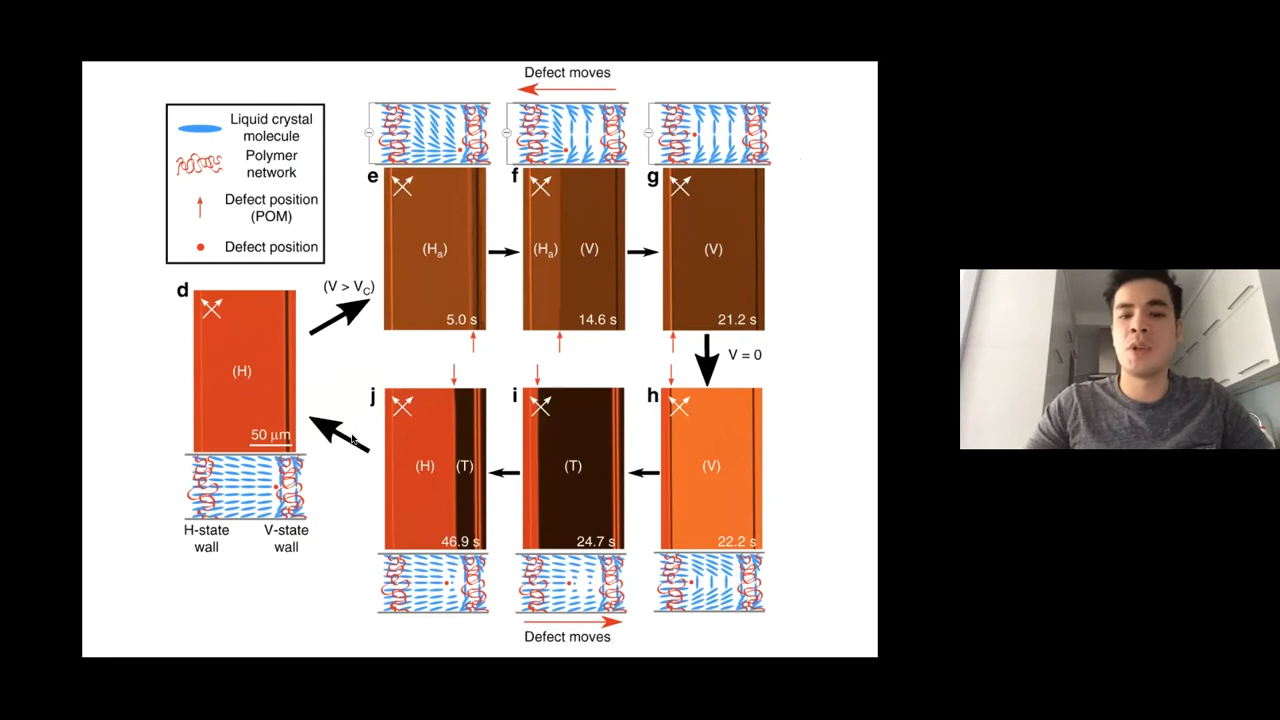 Defect moves
Liquid crystal
molecule
Polymer
network
Defect position
(POM)
Defect position
e
f
g
(Hₐ)
(Hₐ)
(V)
(V)
5.0 s
14.6 s
21.2 s
(V > V_C)
V = 0
d
(H)
50 μm
H-state
wall
V-state
wall
j
i
h
(H)
(T)
(T)
(V)
46.9 s
24.7 s
22.2 s
Defect moves